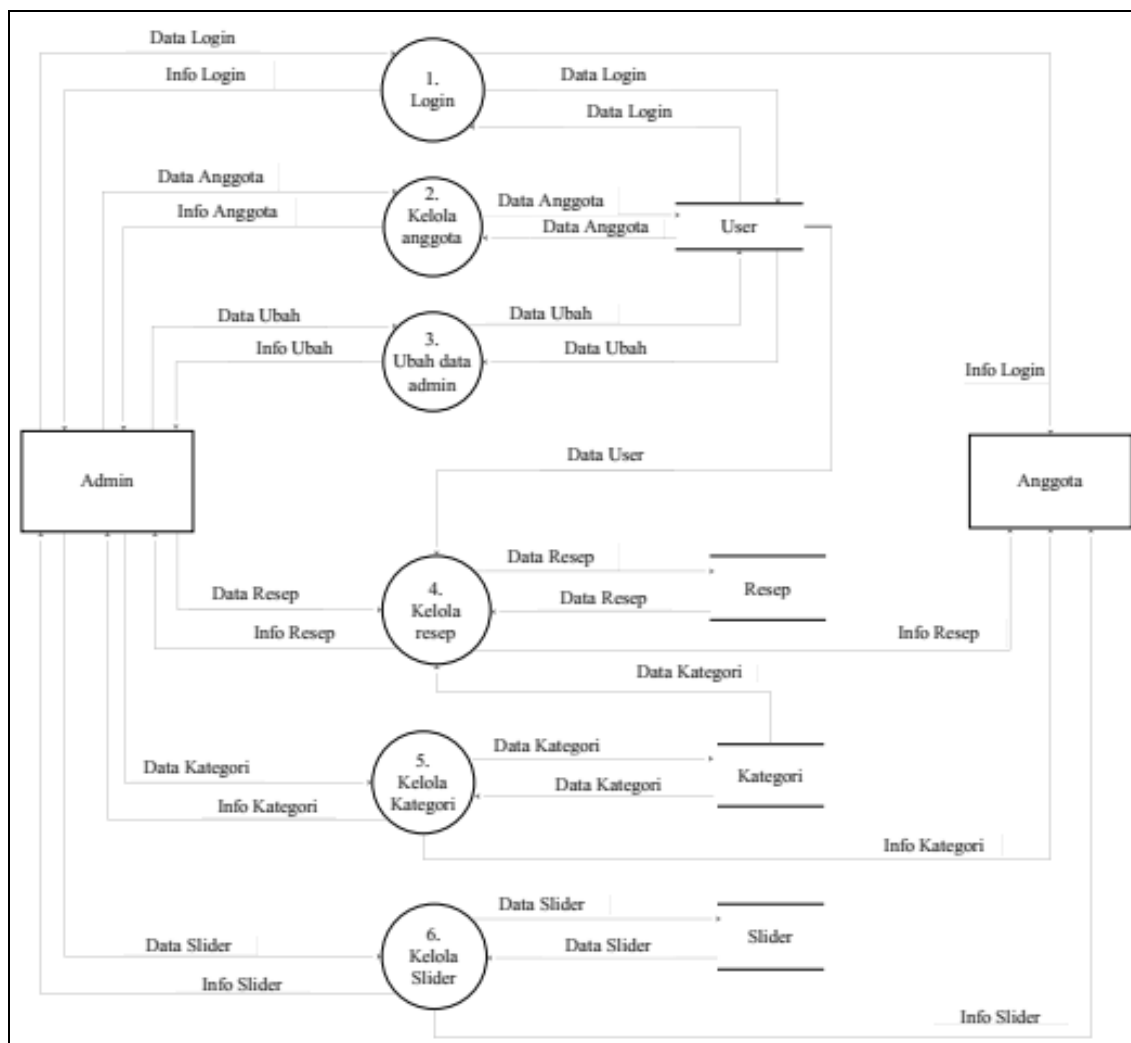 Data Login
Info Login
1.
Login
Data Login
Data Login
Data Anggota
Info Anggota
2.
Kelola
anggota
Data Anggota
Data Anggota
User
Data Ubah
Info Ubah
3.
Ubah data
admin
Data Ubah
Data Ubah
Info Login
Admin
Data User
Anggota
Data Resep
Info Resep
4.
Kelola
resep
Data Resep
Data Resep
Resep
Info Resep
Data Kategori
Data Kategori
Info Kategori
5.
Kelola
Kategori
Data Kategori
Data Kategori
Kategori
Info Kategori
Data Slider
Info Slider
6.
Kelola
Slider
Data Slider
Data Slider
Slider
Info Slider